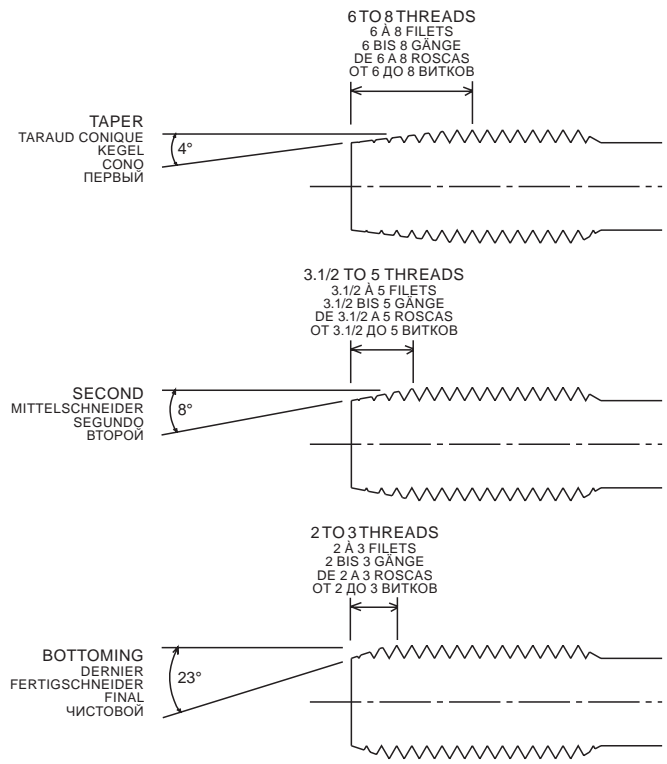 6 TO 8 THREADS
6 À 8 FILETS
6 BIS 8 GÄNGE
DE 6 A 8 ROSCAS
ОТ 6 ДО 8 ВИТКОВ
TAPER
TARAUD CONIQUE
KEGEL
CONO
ПЕРВЫЙ
4°
3.1/2 TO 5 THREADS
3.1/2 À 5 FILETS
3.1/2 BIS 5 GÄNGE
DE 3.1/2 A 5 ROSCAS
ОТ 3.1/2 ДО 5 ВИТКОВ
SECOND
MITTELSCHNEIDER
SEGUNDO
ВТОРОЙ
8°
2 TO 3 THREADS
2 À 3 FILETS
2 BIS 3 GÄNGE
DE 2 A 3 ROSCAS
ОТ 2 ДО 3 ВИТКОВ
BOTTOMING
DERNIER
FERTIGSCHNEIDER
FINAL
ЧИСТОВОЙ
23°